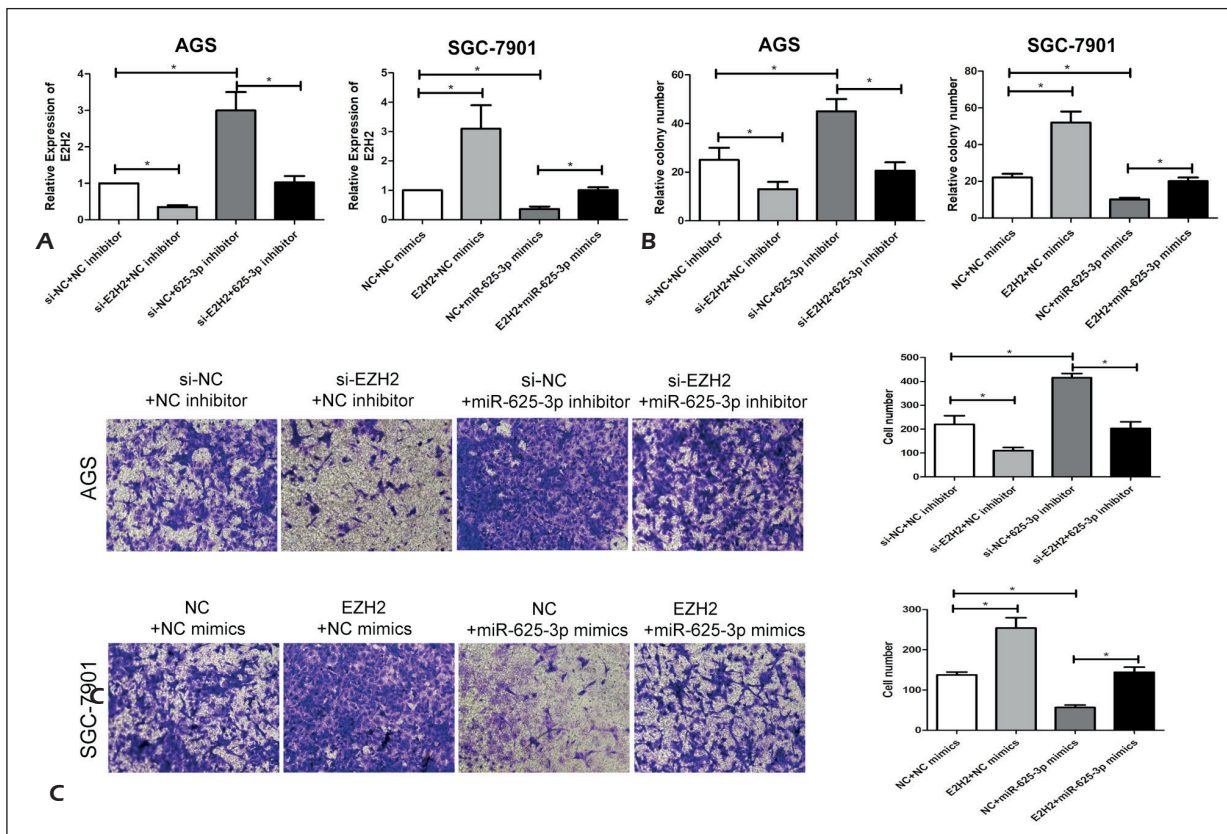 AGS
SGC-7901
AGS
SGC-7901
Relative Expression of
E2H2
4
3
2
1
0
*
*
*
si-NC+NC inhibitor
si-E2H2+NC inhibitor
si-NC+625-3p inhibitor
si-E2H2+625-3p inhibitor
A
Relative Expression of
E2H2
5
4
3
2
1
0
*
*
*
NC+NC mimics
E2H2+NC mimics
NC+miR-625-3p mimics
E2H2+miR-625-3p mimics
Relative colony number
60
40
20
0
*
*
*
si-NC+NC inhibitor
si-E2H2+NC inhibitor
si-NC+625-3p inhibitor
si-E2H2+625-3p inhibitor
B
Relative colony number
80
60
40
20
0
*
*
*
NC+NC mimics
E2H2+NC mimics
NC+miR-625-3p mimics
E2H2+miR-625-3p mimics
si-NC
+NC inhibitor
si-EZH2
+NC inhibitor
si-NC
+miR-625-3p inhibitor
si-EZH2
+miR-625-3p inhibitor
AGS
Cell number
500
400
300
200
100
0
*
*
*
si-NC+NC inhibitor
si-E2H2+NC inhibitor
si-NC+625-3p inhibitor
si-E2H2+625-3p inhibitor
NC
+NC mimics
EZH2
+NC mimics
NC
+miR-625-3p mimics
EZH2
+miR-625-3p mimics
SGC-7901
C
Cell number
300
200
100
0
*
*
*
NC+NC mimics
E2H2+NC mimics
NC+miR-625-3p mimics
E2H2+miR-625-3p mimics
C